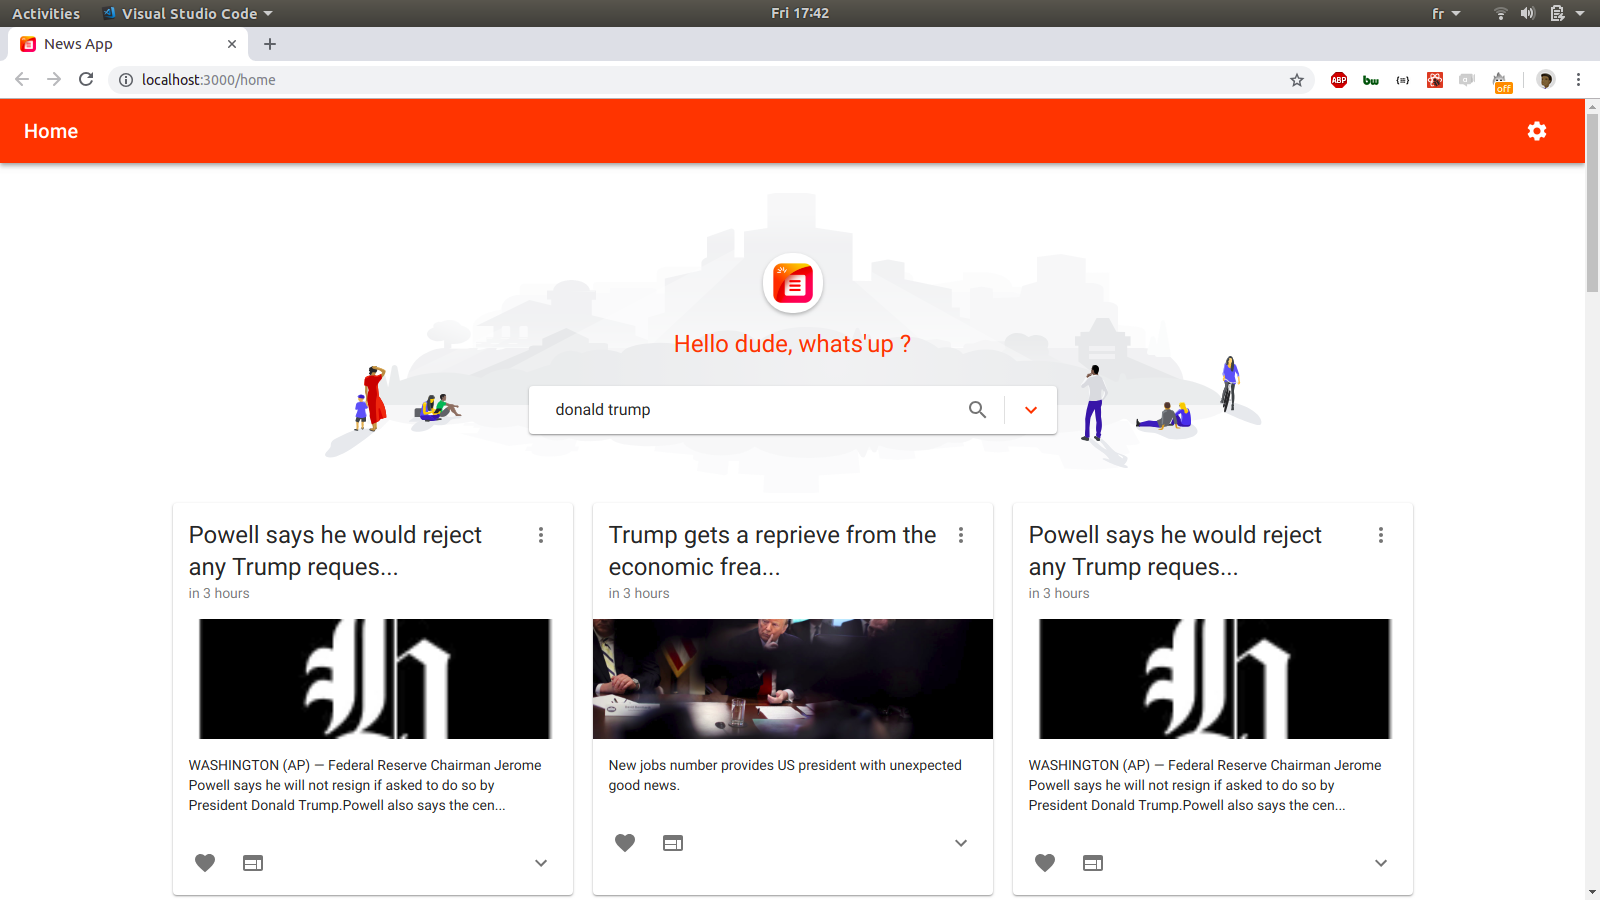 Activities Visual Studio Code Fri 17:42 fr
News App
localhost:3000/home ABP bw {≡} off
Home
24
Hello dude, whats'up ?
donald trump
Powell says he would reject
any Trump reques...
in 3 hours
WASHINGTON (AP) — Federal Reserve Chairman Jerome
Powell says he will not resign if asked to do so by
President Donald Trump.Powell also says the cen...
Trump gets a reprieve from the
economic frea...
in 3 hours
New jobs number provides US president with unexpected
good news.
Powell says he would reject
any Trump reques...
in 3 hours
WASHINGTON (AP) — Federal Reserve Chairman Jerome
Powell says he will not resign if asked to do so by
President Donald Trump.Powell also says the cen...